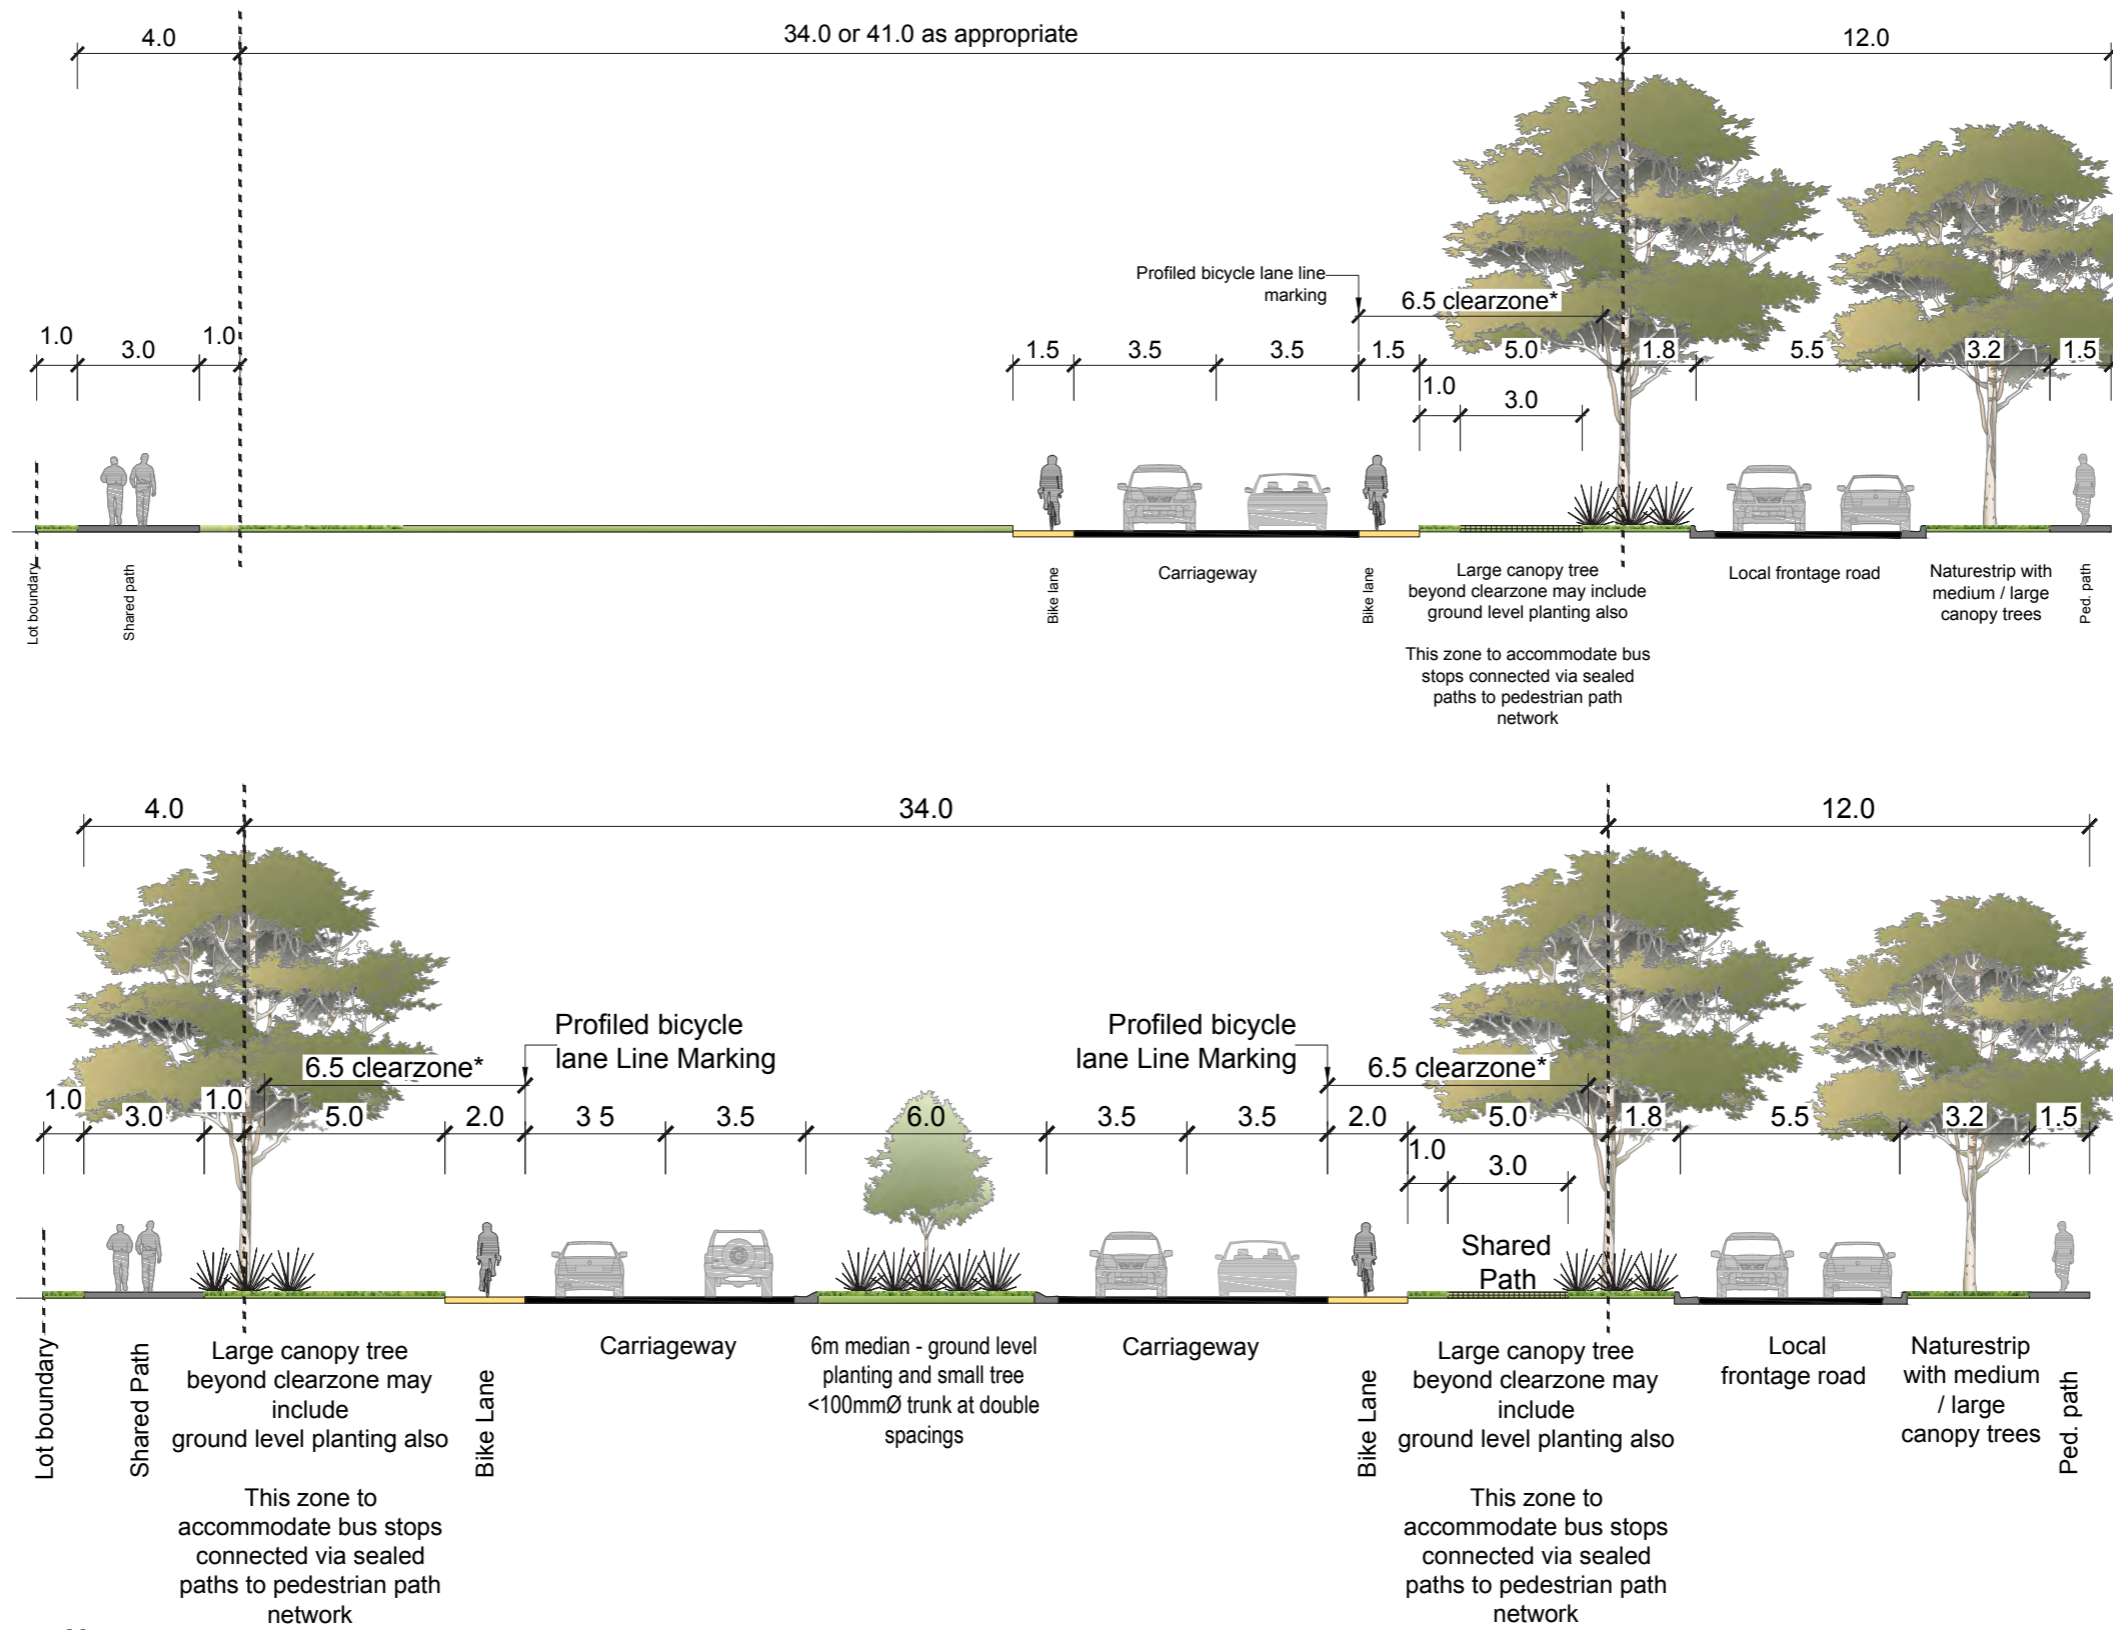 4.0
34.0 or 41.0 as appropriate
12.0
Profiled bicycle lane line
marking
6.5 clearzone*
1.0
3.0
1.0
1.5
3.5
3.5
1.5
5.0
1.8
5.5
3.2
1.5
1.0
3.0
Lot boundary
Shared path
Bike lane
Carriageway
Bike lane
Large canopy tree
beyond clearzone may include
ground level planting also
This zone to accommodate bus
stops connected via sealed
paths to pedestrian path
network
Local frontage road
Naturestrip with
medium / large
canopy trees
Ped. path
4.0
34.0
12.0
Profiled bicycle
lane Line Marking
Profiled bicycle
lane Line Marking
6.5 clearzone*
6.5 clearzone*
1.0
3.0
1.0
5.0
2.0
3 5
3.5
6.0
3.5
3.5
2.0
5.0
1.8
5.5
3.2
1.5
1.0
3.0
Shared
Path
Lot boundary
Shared Path
Large canopy tree
beyond clearzone may
include
ground level planting also
This zone to
accommodate bus stops
connected via sealed
paths to pedestrian path
network
Bike Lane
Carriageway
6m median - ground level
planting and small tree
<100mmØ trunk at double
spacings
Carriageway
Bike Lane
Large canopy tree
beyond clearzone may
include
ground level planting also
This zone to
accommodate bus stops
connected via sealed
paths to pedestrian path
network
Local
frontage road
Naturestrip
with medium
/ large
canopy trees
Ped. path